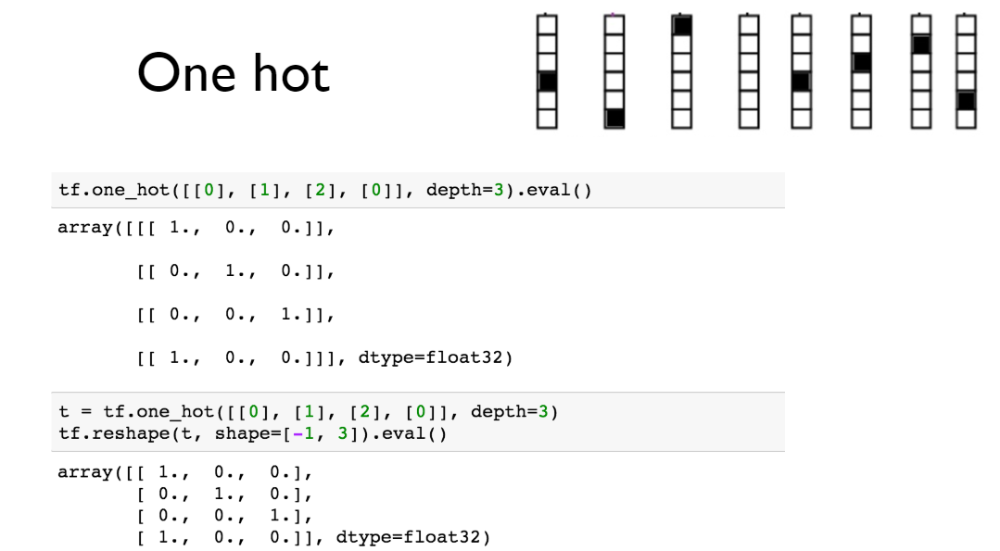 One hot
tf.one_hot([[0], [1], [2], [0]], depth=3).eval()
array([[[ 1.,  0.,  0.]],
       [[ 0.,  1.,  0.]],
       [[ 0.,  0.,  1.]],
       [[ 1.,  0.,  0.]]], dtype=float32)
t = tf.one_hot([[0], [1], [2], [0]], depth=3)
tf.reshape(t, shape=[-1, 3]).eval()
array([[ 1.,  0.,  0.],
       [ 0.,  1.,  0.],
       [ 0.,  0.,  1.],
       [ 1.,  0.,  0.]], dtype=float32)